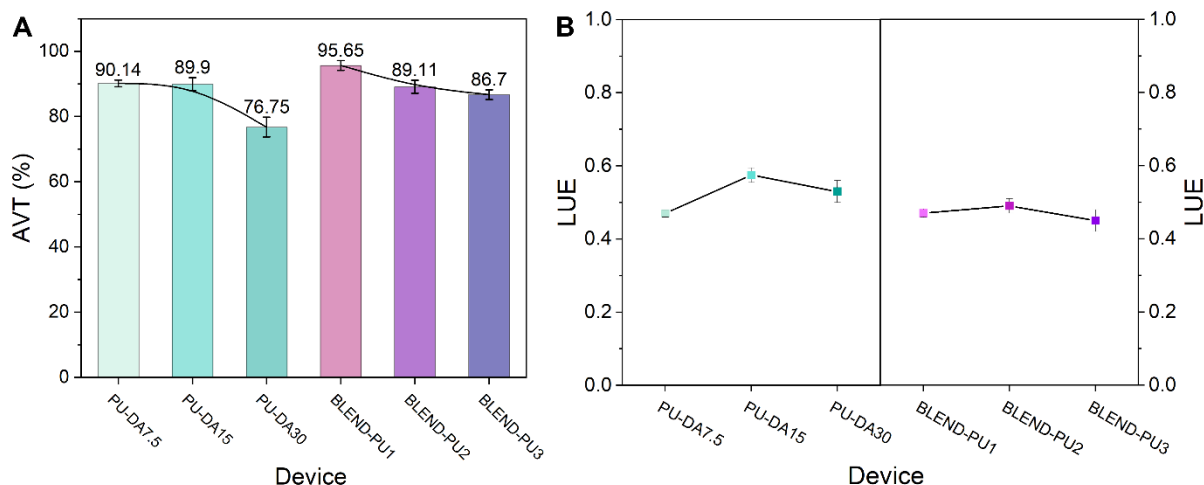 A
AVT (%)
100
80
60
40
20
0
90.14
89.9
76.75
95.65
89.11
86.7
PU-DA7.5
PU-DA15
PU-DA30
BLEND-PU1
BLEND-PU2
BLEND-PU3
Device
B
LUE
1.0
0.8
0.6
0.4
0.2
0.0
PU-DA7.5
PU-DA15
PU-DA30
BLEND-PU1
BLEND-PU2
BLEND-PU3
Device
1.0
0.8
0.6
0.4
0.2
0.0
LUE